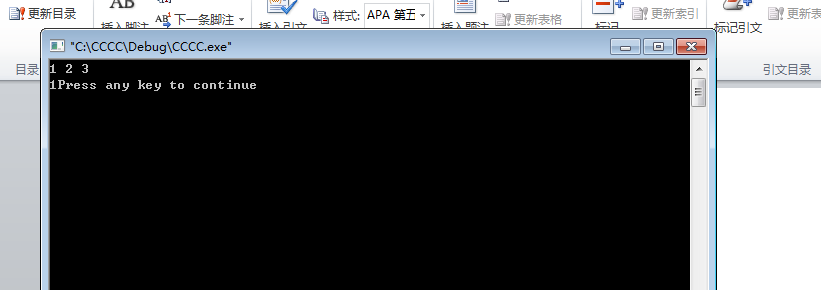 更新目录
AB
插入脚注
AB 下一条脚注
插入引文
样式: APA 第五
插入题注
更新表格
标记
更新索引
标记引文
更新表
目录
引文目录
"C:\CCCC\Debug\CCCC.exe"
1 2 3
1Press any key to continue